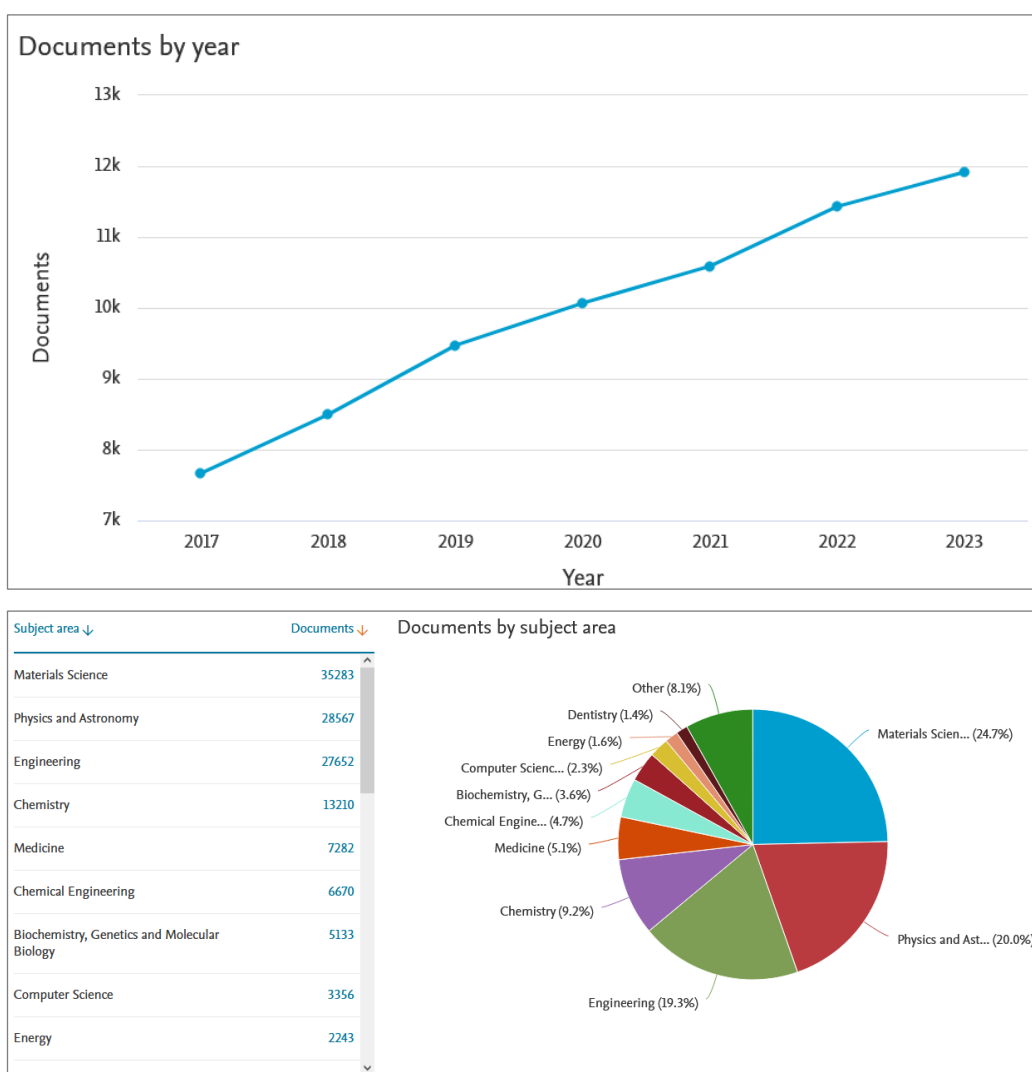 Documents by year
13k
12k
11k
10k
9k
8k
7k
Documents
2017 2018 2019 2020 2021 2022 2023
Year
Subject area Documents
Materials Science 35283
Physics and Astronomy 28567
Engineering 27652
Chemistry 13210
Medicine 7282
Chemical Engineering 6670
Biochemistry, Genetics and Molecular 5133
Biology
Computer Science 3356
Energy 2243
Documents by subject area
Other (8.1%)
Dentistry (1.4%)
Energy (1.6%)
Computer Scienc... (2.3%)
Biochemistry, G... (3.6%)
Chemical Engine... (4.7%)
Medicine (5.1%)
Chemistry (9.2%)
Engineering (19.3%)
Materials Scien... (24.7%)
Physics and Ast... (20.0%)